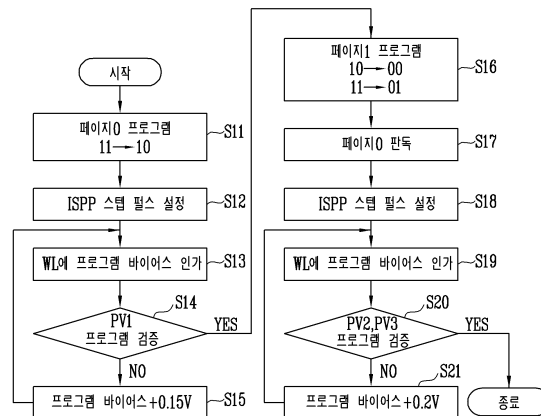 시작
페이지0 프로그램
11→10
S11
ISPP 스텝 펄스 설정
S12
WL에 프로그램 바이어스 인가
S13
PV1
프로그램 검증
S14
YES
NO
프로그램 바이어스+0.15V
S15
페이지1 프로그램
10→00
11→01
S16
페이지0 판독
S17
ISPP 스텝 펄스 설정
S18
WL에 프로그램 바이어스 인가
S19
PV2,PV3
프로그램 검증
S20
YES
NO
프로그램 바이어스+0.2V
S21
종료